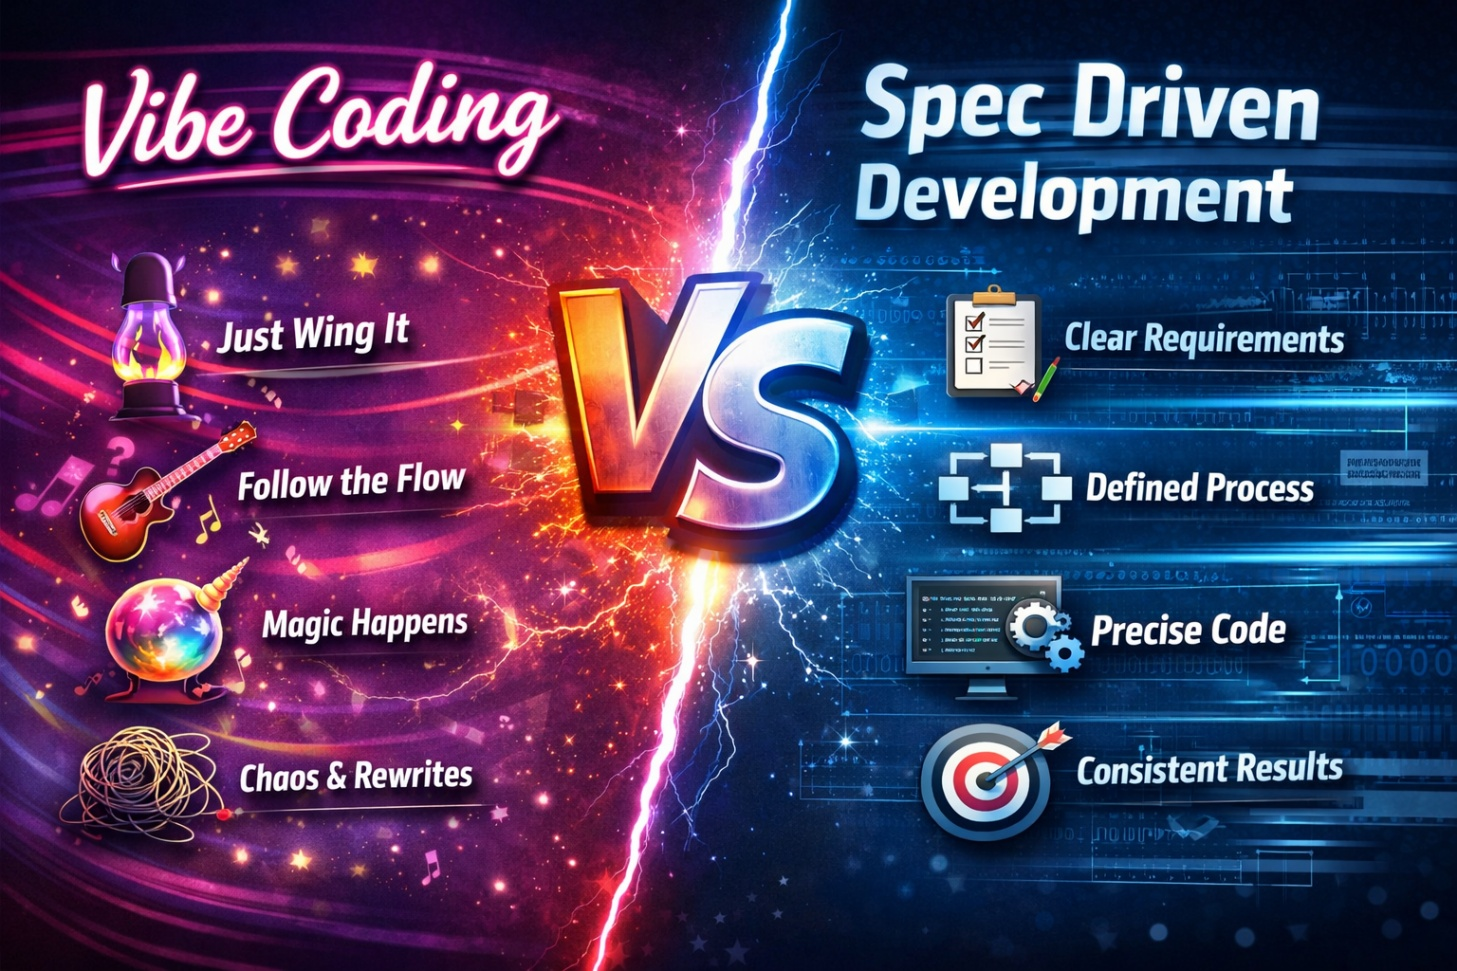 Vibe Coding
Just Wing It
Follow the Flow
Magic Happens
Chaos & Rewrites
VS
Spec Driven
Development
Clear Requirements
Defined Process
Precise Code
Consistent Results